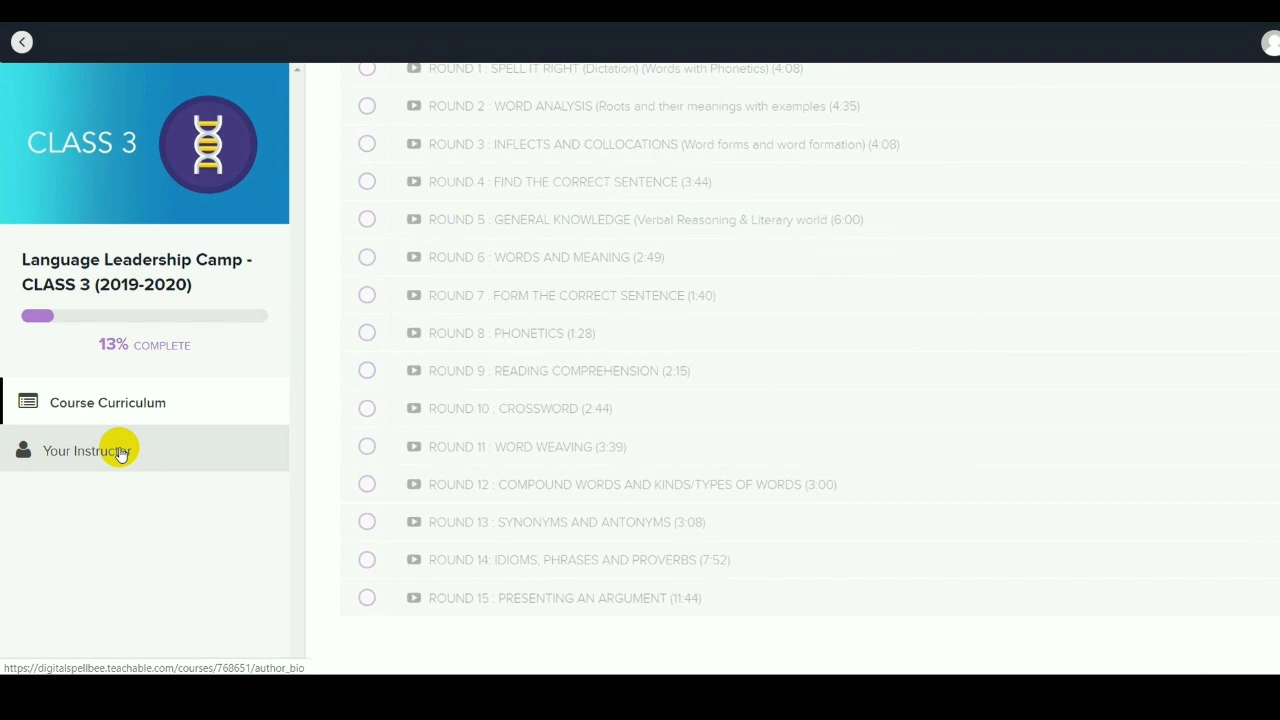 CLASS 3
Language Leadership Camp -
CLASS 3 (2019-2020)
13% COMPLETE
Course Curriculum
Your Instructor
ROUND 1 : SPELL IT RIGHT (Dictation) (Words with Phonetics) (4:08)
ROUND 2 : WORD ANALYSIS (Roots and their meanings with examples (4:35)
ROUND 3 : INFLECTS AND COLLOCATIONS (Word forms and word formation) (4:08)
ROUND 4 : FIND THE CORRECT SENTENCE (3:44)
ROUND 5 : GENERAL KNOWLEDGE (Verbal Reasoning & Literary world (6:00)
ROUND 6 : WORDS AND MEANING (2:49)
ROUND 7 : FORM THE CORRECT SENTENCE (1:40)
ROUND 8 : PHONETICS (1:28)
ROUND 9 : READING COMPREHENSION (2:15)
ROUND 10 : CROSSWORD (2:44)
ROUND 11 : WORD WEAVING (3:39)
ROUND 12 : COMPOUND WORDS AND KINDS/TYPES OF WORDS (3:00)
ROUND 13 : SYNONYMS AND ANTONYMS (3:08)
ROUND 14: IDIOMS, PHRASES AND PROVERBS (7:52)
ROUND 15 : PRESENTING AN ARGUMENT (11:44)
https://digitalspellbee.teachable.com/courses/768651/author_bio